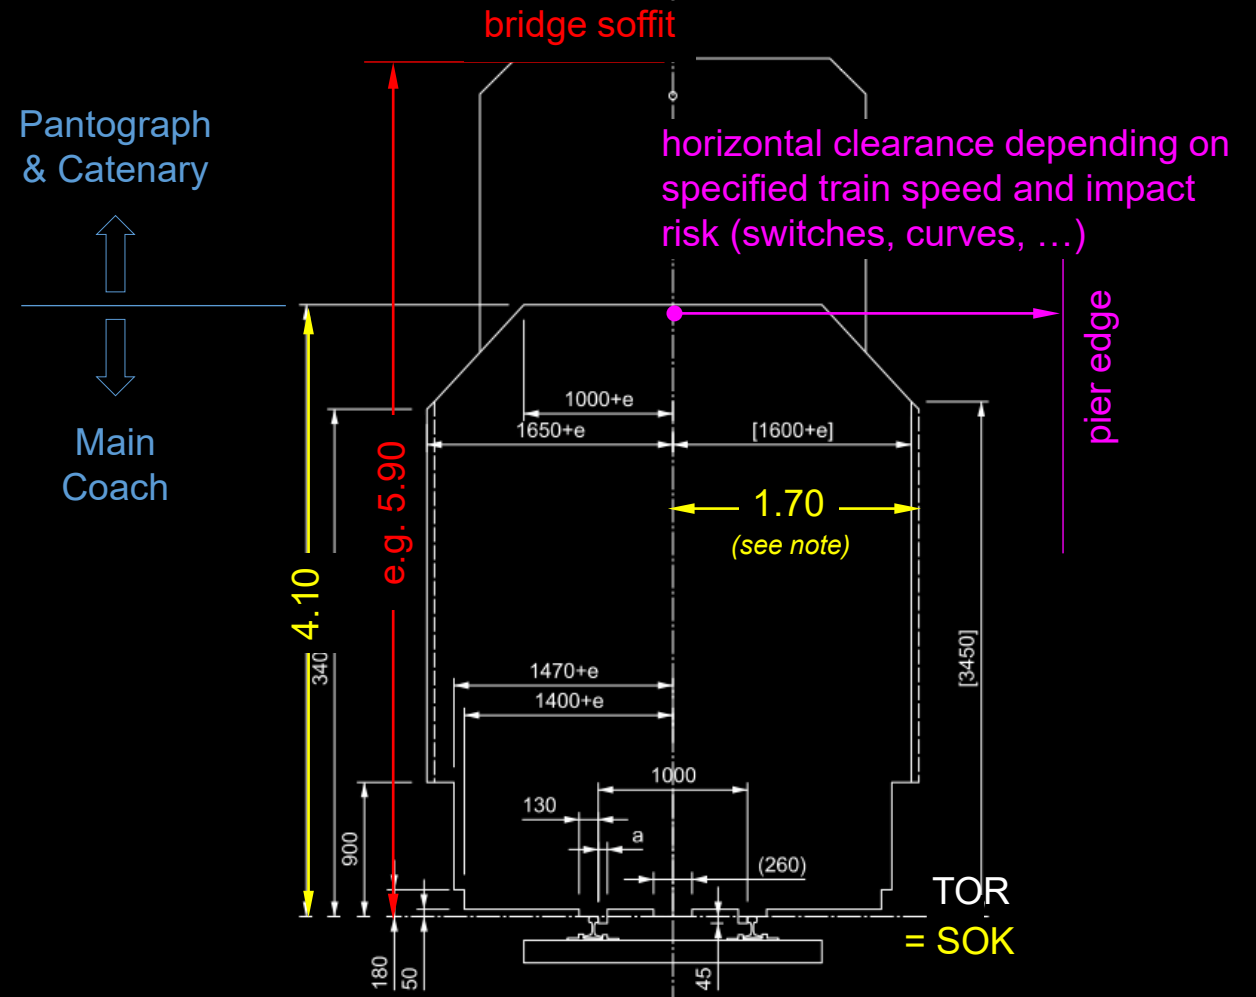 bridge soffit
Pantograph
& Catenary
horizontal clearance depending on
specified train speed and impact
risk (switches, curves, …)
pier edge
Main
Coach
1000+e
1650+e
[1600+e]
e.g. 5.90
1.70
(see note)
4.10
340
[3450]
1470+e
1400+e
1000
130
a
900
(260)
TOR
= SOK
180
50
45